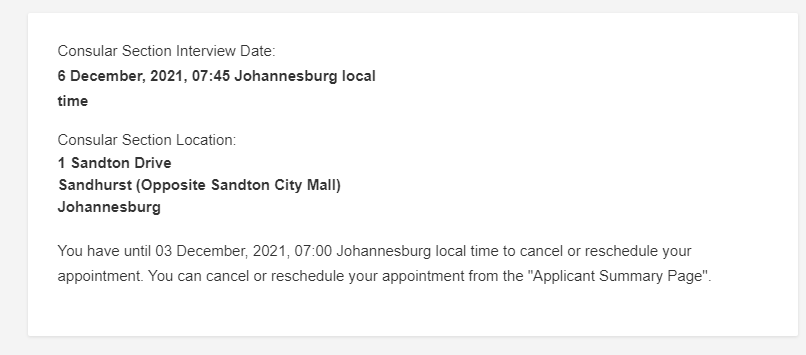 Consular Section Interview Date:
6 December, 2021, 07:45 Johannesburg local
time
Consular Section Location:
1 Sandton Drive
Sandhurst (Opposite Sandton City Mall)
Johannesburg
You have until 03 December, 2021, 07:00 Johannesburg local time to cancel or reschedule your
appointment. You can cancel or reschedule your appointment from the "Applicant Summary Page".